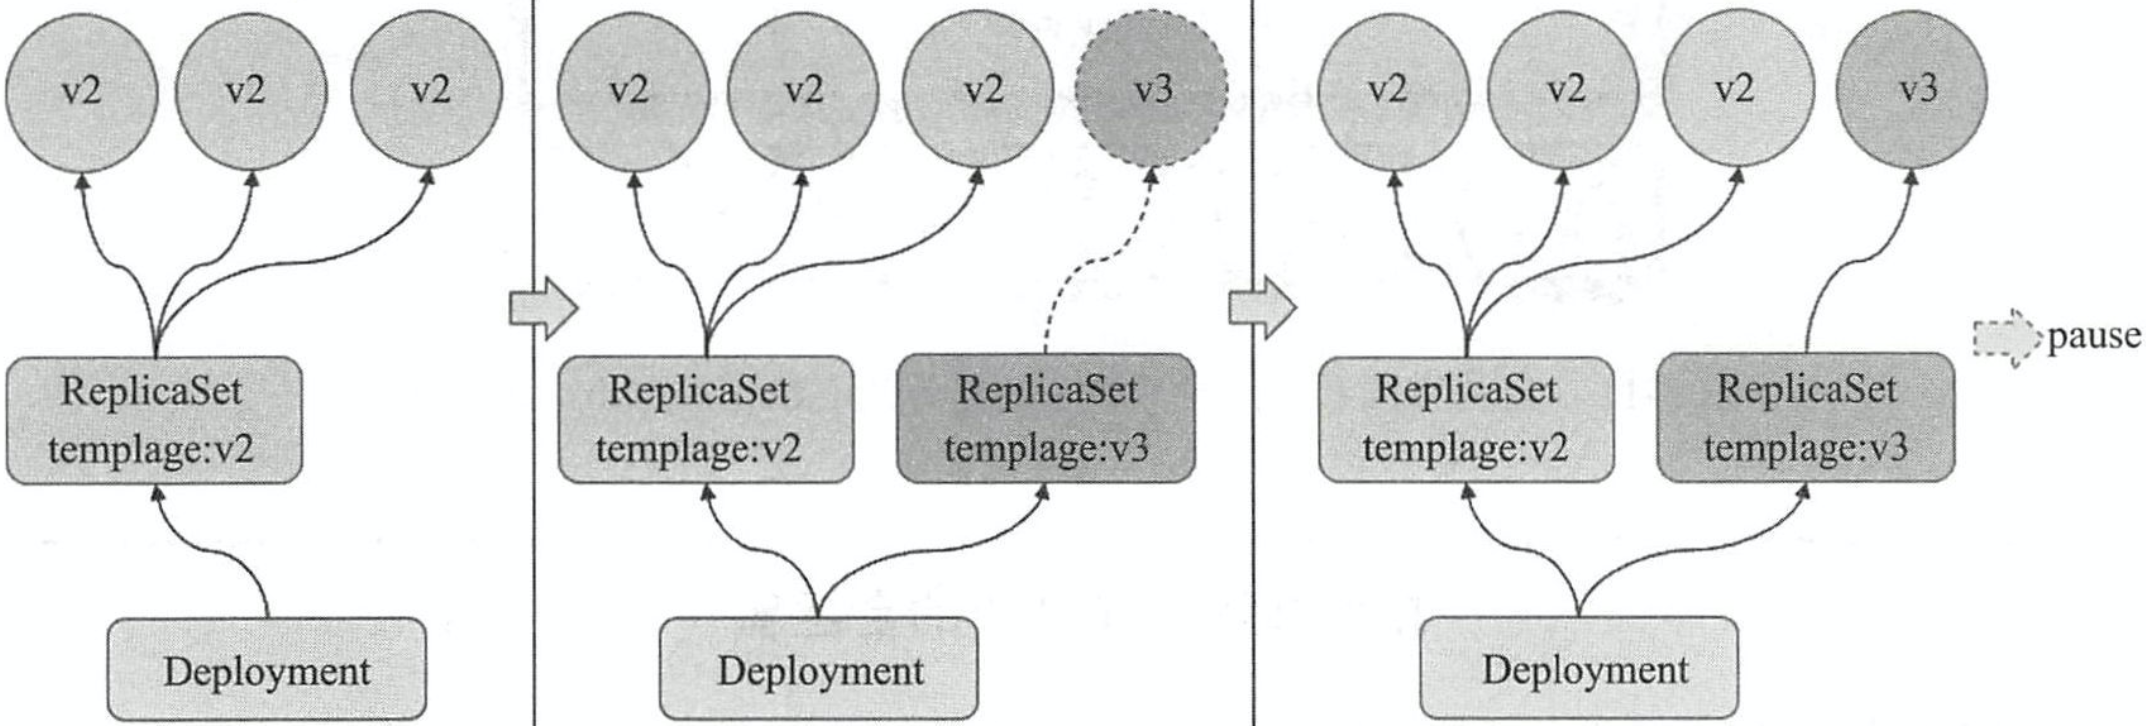 v2
v2
v2
ReplicaSet
templage:v2
Deployment
v2
v2
v2
v3
ReplicaSet
templage:v2
ReplicaSet
templage:v3
Deployment
v2
v2
v2
v3
ReplicaSet
templage:v2
ReplicaSet
templage:v3
Deployment
pause